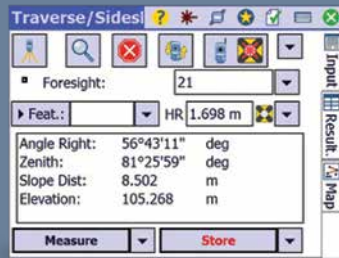 Traverse/Sidesl
Foresight: 21
Feat.: HR 1.698 m
Angle Right: 56°43'11" deg
Zenith: 81°25'59" deg
Slope Dist: 8.502 m
Elevation: 105.268 m
Measure Store
Input
Result.
Map